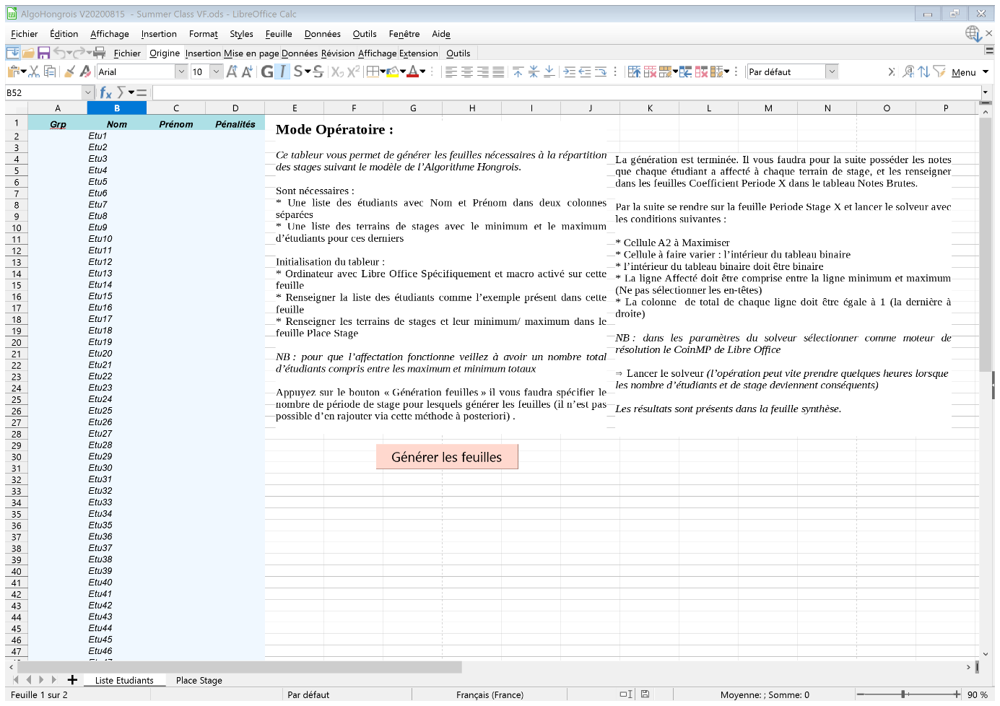 AlgoHongrois V20200815 - Summer Class VF.ods - LibreOffice Calc
Fichier Édition Affichage Insertion Format Styles Feuille Données Outils Fenêtre Aide
Fichier Origine Insertion Mise en page Données Révision Affichage Extension Outils
Arial 10 Par défaut Menu
B52
A B C D E F G H I J K L M N O P
1 Grp Nom Prénom Pénalités
2 Etu1
3 Etu2
4 Etu3
5 Etu4
6 Etu5
7 Etu6
8 Etu7
9 Etu8
10 Etu9
11 Etu10
12 Etu11
13 Etu12
14 Etu13
15 Etu14
16 Etu15
17 Etu16
18 Etu17
19 Etu18
20 Etu19
21 Etu20
22 Etu21
23 Etu22
24 Etu23
25 Etu24
26 Etu25
27 Etu26
28 Etu27
29 Etu28
30 Etu29
31 Etu30
32 Etu31
33 Etu32
34 Etu33
35 Etu34
36 Etu35
37 Etu36
38 Etu37
39 Etu38
40 Etu39
41 Etu40
42 Etu41
43 Etu42
44 Etu43
45 Etu44
46 Etu45
47 Etu46
Mode Opératoire :
Ce tableur vous permet de générer les feuilles nécessaires à la répartition
des stages suivant le modèle de l’Algorithme Hongrois.
Sont nécessaires :
* Une liste des étudiants avec Nom et Prénom dans deux colonnes
séparées
* Une liste des terrains de stages avec le minimum et le maximum
d’étudiants pour ces derniers
Initialisation du tableur :
* Ordinateur avec Libre Office Spécifiquement et macro activé sur cette
feuille
* Renseigner la liste des étudiants comme l’exemple présent dans cette
feuille
* Renseigner les terrains de stages et leur minimum/ maximum dans le
feuille Place Stage
NB : pour que l’affectation fonctionne veillez à avoir un nombre total
d’étudiants compris entre les maximum et minimum totaux
Appuyez sur le bouton « Génération feuilles » il vous faudra spécifier le
nombre de période de stage pour lesquels générer les feuilles (il n’est pas
possible d’en rajouter via cette méthode à posteriori) .
Générer les feuilles
La génération est terminée. Il vous faudra pour la suite posséder les notes
que chaque étudiant a affecté à chaque terrain de stage, et les renseigner
dans les feuilles Coefficient Periode X dans le tableau Notes Brutes.
Par la suite se rendre sur la feuille Periode Stage X et lancer le solveur avec
les conditions suivantes :
* Cellule A2 à Maximiser
* Cellule à faire varier : l’intérieur du tableau binaire
* l’intérieur du tableau binaire doit être binaire
* La ligne Affecté doit être comprise entre la ligne minimum et maximum
(Ne pas sélectionner les en-têtes)
* La colonne de total de chaque ligne doit être égale à 1 (la dernière à
droite)
NB : dans les paramètres du solveur sélectionner comme moteur de
résolution le CoinMP de Libre Office
⇒ Lancer le solveur (l’opération peut vite prendre quelques heures lorsque
les nombre d’étudiants et de stage deviennent conséquents)
Les résultats sont présents dans la feuille synthèse.
Liste Etudiants Place Stage
Feuille 1 sur 2 Par défaut Français (France) Moyenne: ; Somme: 0 90 %